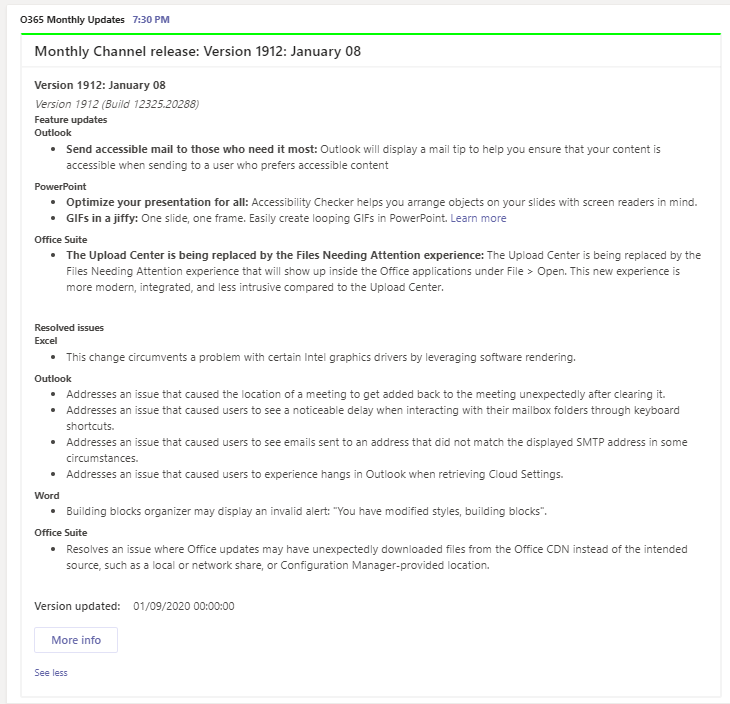 O365 Monthly Updates 7:30 PM
Monthly Channel release: Version 1912: January 08
Version 1912: January 08
Version 1912 (Build 12325.20288)
Feature updates
Outlook
• Send accessible mail to those who need it most: Outlook will display a mail tip to help you ensure that your content is
accessible when sending to a user who prefers accessible content
PowerPoint
• Optimize your presentation for all: Accessibility Checker helps you arrange objects on your slides with screen readers in mind.
• GIFs in a jiffy: One slide, one frame. Easily create looping GIFs in PowerPoint. Learn more
Office Suite
• The Upload Center is being replaced by the Files Needing Attention experience: The Upload Center is being replaced by the
Files Needing Attention experience that will show up inside the Office applications under File > Open. This new experience is
more modern, integrated, and less intrusive compared to the Upload Center.
Resolved issues
Excel
• This change circumvents a problem with certain Intel graphics drivers by leveraging software rendering.
Outlook
• Addresses an issue that caused the location of a meeting to get added back to the meeting unexpectedly after clearing it.
• Addresses an issue that caused users to see a noticeable delay when interacting with their mailbox folders through keyboard
shortcuts.
• Addresses an issue that caused users to see emails sent to an address that did not match the displayed SMTP address in some
circumstances.
• Addresses an issue that caused users to experience hangs in Outlook when retrieving Cloud Settings.
Word
• Building blocks organizer may display an invalid alert: "You have modified styles, building blocks".
Office Suite
• Resolves an issue where Office updates may have unexpectedly downloaded files from the Office CDN instead of the intended
source, such as a local or network share, or Configuration Manager-provided location.
Version updated: 01/09/2020 00:00:00
More info
See less